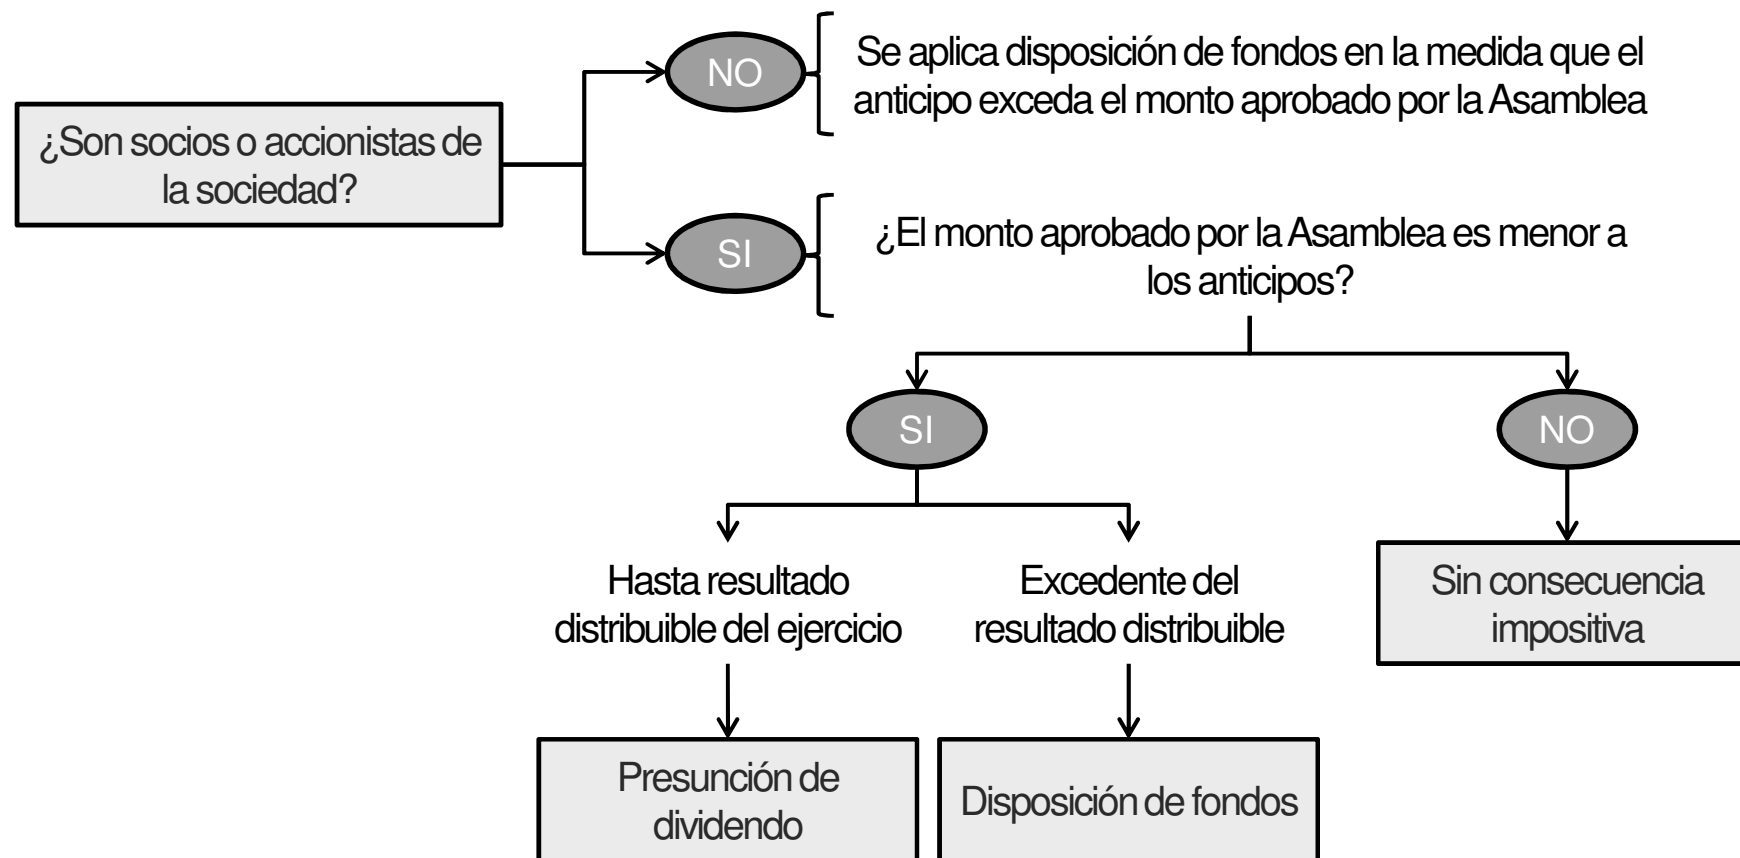 NO
Se aplica disposición de fondos en la medida que el
anticipo exceda el monto aprobado por la Asamblea
¿Son socios o accionistas de
la sociedad?
SI
¿El monto aprobado por la Asamblea es menor a
los anticipos?
SI
NO
Hasta resultado
distribuible del ejercicio
Excedente del
resultado distribuible
Sin consecuencia
impositiva
Presunción de
dividendo
Disposición de fondos